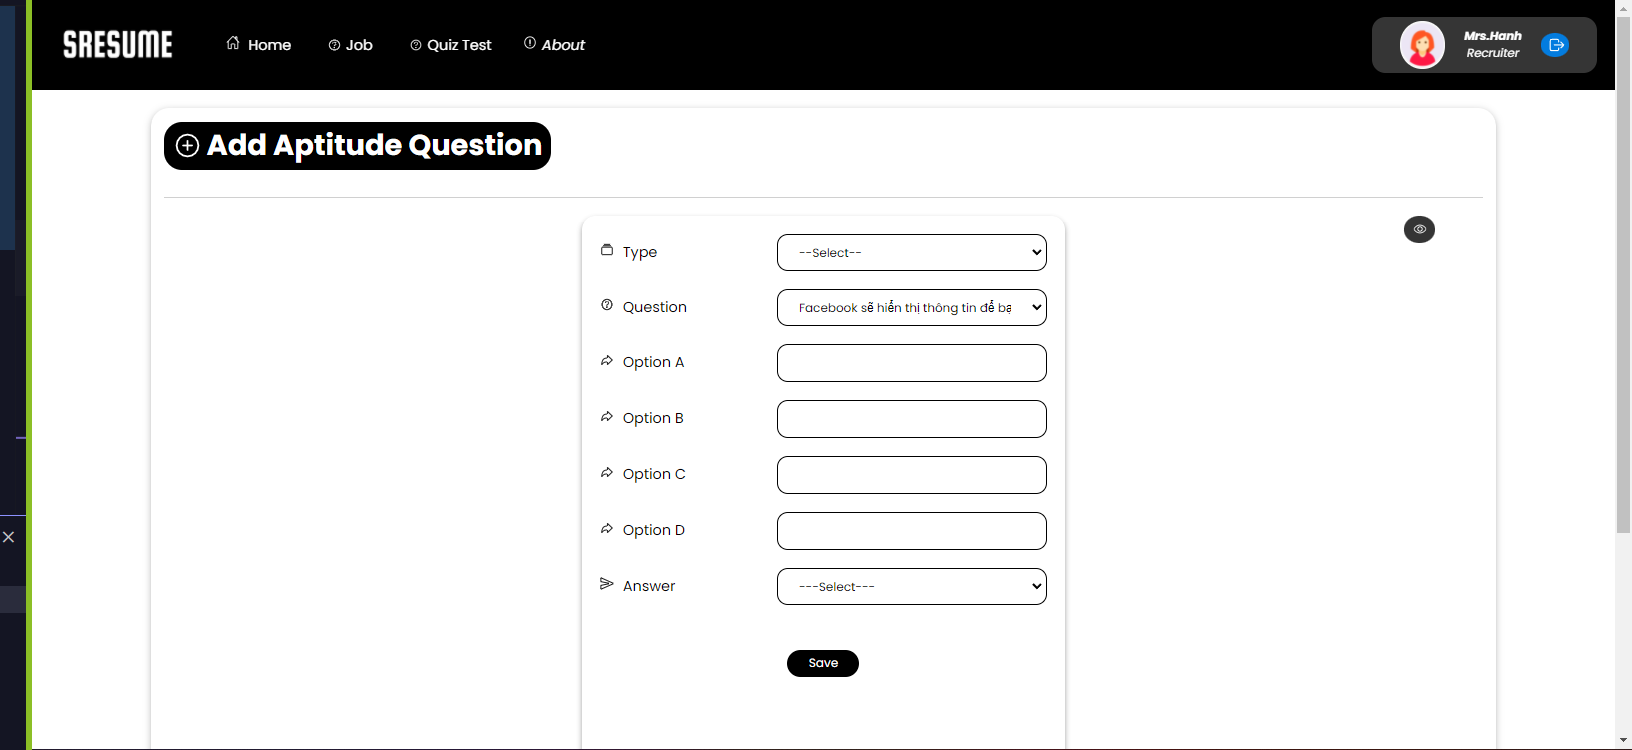 SRESUME
Home
Job
Quiz Test
About
Mrs.Hanh
Recruiter
Add Aptitude Question
Type
--Select--
Question
Facebook sẽ hiển thị thông tin để bạ
Option A
Option B
Option C
Option D
Answer
---Select---
Save